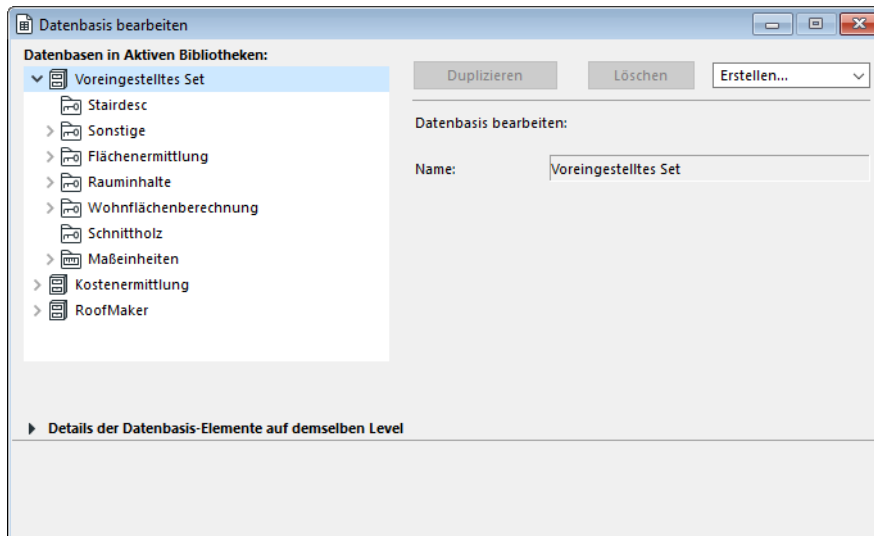 Datenbasis bearbeiten
Datenbasen in Aktiven Bibliotheken:
Voreingestelltes Set
Stairdesc
Sonstige
Flächenermittlung
Rauminhalte
Wohnflächenberechnung
Schnittholz
Maßeinheiten
Kostenermittlung
RoofMaker
Duplizieren
Löschen
Erstellen...
Datenbasis bearbeiten:
Name:
Voreingestelltes Set
Details der Datenbasis-Elemente auf demselben Level